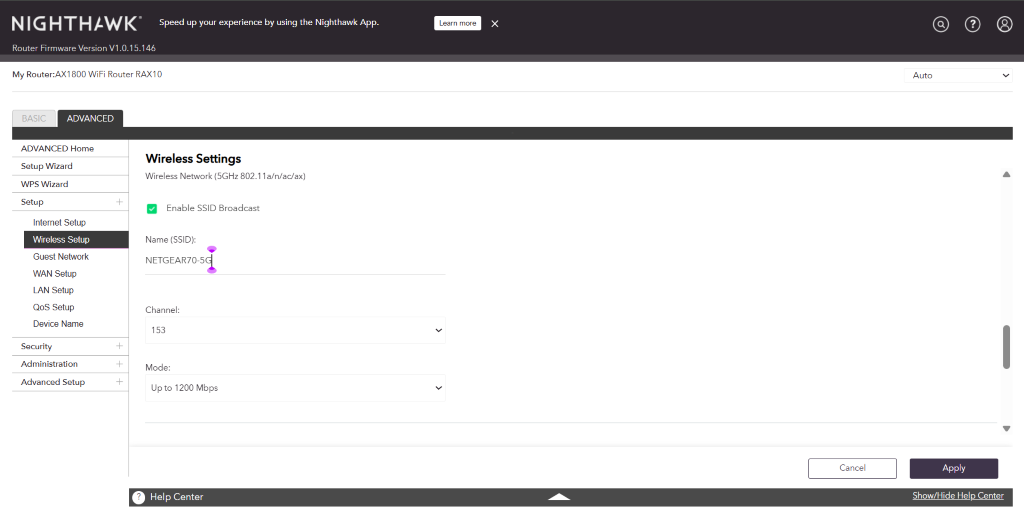 NIGHTHAWK®
Speed up your experience by using the Nighthawk App.
Learn more
Router Firmware Version V1.0.15.146
My Router:AX1800 WiFi Router RAX10
Auto
BASIC
ADVANCED
ADVANCED Home
Setup Wizard
WPS Wizard
Setup
Internet Setup
Wireless Setup
Guest Network
WAN Setup
LAN Setup
QoS Setup
Device Name
Security
Administration
Advanced Setup
Wireless Settings
Wireless Network (5GHz 802.11a/n/ac/ax)
Enable SSID Broadcast
Name (SSID):
NETGEAR70-5G
Channel:
153
Mode:
Up to 1200 Mbps
Cancel
Apply
? Help Center
Show/Hide Help Center